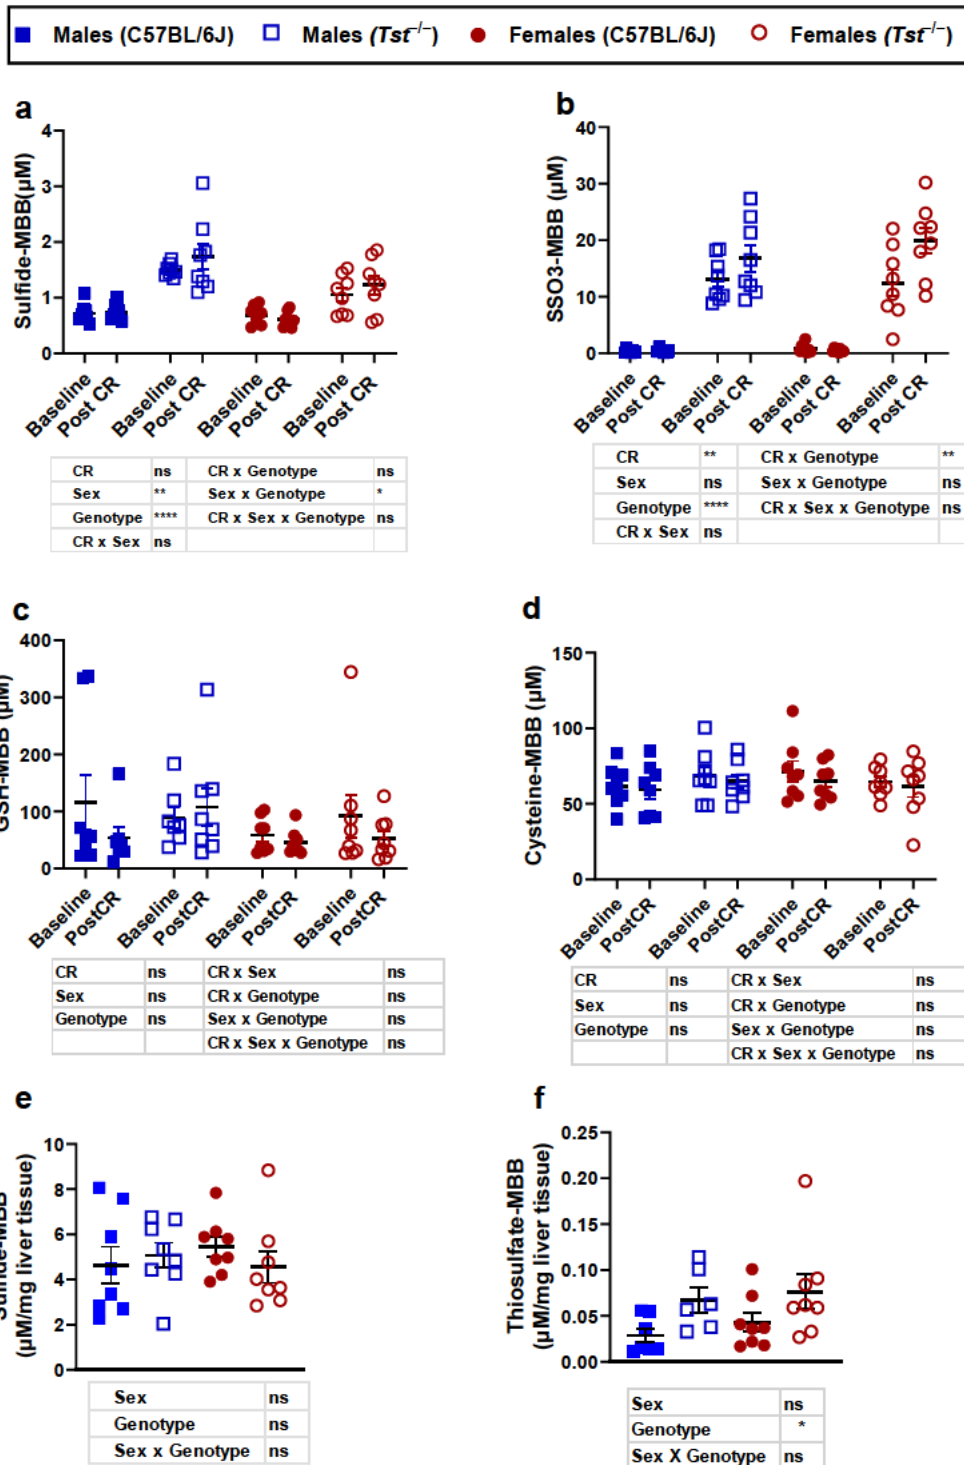 Males (C57BL/6J) Males (Tst–/–) Females (C57BL/6J) Females (Tst–/–)
a
Sulfide-MBB(µM)
4
3
2
1
0
Baseline Post CR Baseline Post CR Baseline Post CR Baseline Post CR
CR ns CR x Genotype ns
Sex ** Sex x Genotype *
Genotype **** CR x Sex x Genotype ns
CR x Sex ns
b
SSO3-MBB (µM)
40
30
20
10
0
Baseline Post CR Baseline Post CR Baseline Post CR Baseline Post CR
CR ** CR x Genotype **
Sex ns Sex x Genotype ns
Genotype **** CR x Sex x Genotype ns
CR x Sex ns
c
GSH-MBB (µM)
400
300
200
100
0
Baseline PostCR Baseline PostCR Baseline PostCR Baseline PostCR
CR ns CR x Sex ns
Sex ns CR x Genotype ns
Genotype ns Sex x Genotype ns
CR x Sex x Genotype ns
d
Cysteine-MBB (µM)
150
100
50
0
Baseline PostCR Baseline PostCR Baseline PostCR Baseline PostCR
CR ns CR x Sex ns
Sex ns CR x Genotype ns
Genotype ns Sex x Genotype ns
CR x Sex x Genotype ns
e
(µM/mg liver tissue)
10
8
6
4
2
0
Sex ns
Genotype ns
Sex x Genotype ns
f
Thiosulfate-MBB
(µM/mg liver tissue)
0.25
0.20
0.15
0.10
0.05
0.00
Sex ns
Genotype *
Sex X Genotype ns